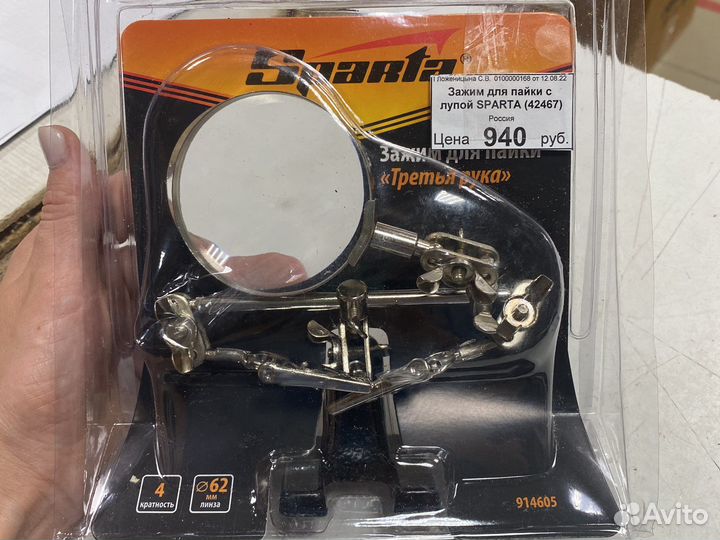 Sparta®
Ложеницына С.В. 0100000168 от 12.08.22
Зажим для пайки с
лупой SPARTA (42467)
Россия
Цена 940 руб.
Зажим для пайки
«Третья рука»
4
кратность
⌀62
мм
линза
914605
Avito